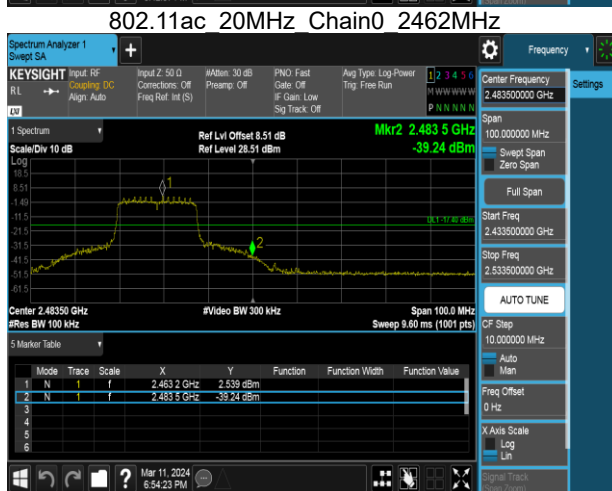 802.11ac_20MHz_Chain0_2462MHz
Spectrum Analyzer 1
Swept SA
Frequency
KEYSIGHT
RL
Input: RF
Coupling: DC
Align: Auto
Input Z: 50 Ω
Corrections: Off
Freq Ref: Int (S)
#Atten: 30 dB
Preamp: Off
PNO: Fast
Gate: Off
IF Gain: Low
Sig Track: Off
Avg Type: Log-Power
Trig: Free Run
1 2 3 4 5 6
M W W W W W
P N N N N N
LXI
1 Spectrum
Scale/Div 10 dB
Ref Lvl Offset 8.51 dB
Ref Level 28.51 dBm
Mkr2 2.483 5 GHz
-39.24 dBm
Log
18.5
8.51
-1.49
-11.5
-21.5
-31.5
-41.5
-51.5
-61.5
1
2
DL1 -17.40 dBm
Center 2.48350 GHz
#Res BW 100 kHz
#Video BW 300 kHz
Span 100.0 MHz
Sweep 9.60 ms (1001 pts)
5 Marker Table
Mode Trace Scale X Y Function Function Width Function Value
1 N 1 f 2.463 2 GHz 2.539 dBm
2 N 1 f 2.483 5 GHz -39.24 dBm
3
4
5
6
Mar 11, 2024
6:54:23 PM
Settings
Center Frequency
2.483500000 GHz
Span
100.000000 MHz
Swept Span
Zero Span
Full Span
Start Freq
2.433500000 GHz
Stop Freq
2.533500000 GHz
AUTO TUNE
CF Step
10.000000 MHz
Auto
Man
Freq Offset
0 Hz
X Axis Scale
Log
Lin
Signal Track
(Span Zoom)